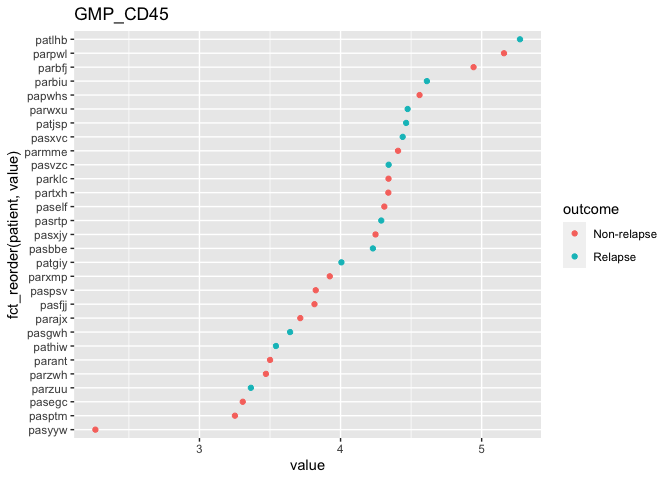 GMP_CD45
fct_reorder(patient, value)
patlhb
parpwl
parbfj
parbiu
papwhs
parwxu
patjsp
pasxvc
parmme
pasvzc
parklc
partxh
paself
pasrtp
pasxjy
pasbbe
patgiy
parxmp
paspsv
pasfjj
parajx
pasgwh
pathiw
parant
parzwh
parzuu
pasegc
pasptm
pasyyw
3 4 5
value
outcome
Non-relapse
Relapse